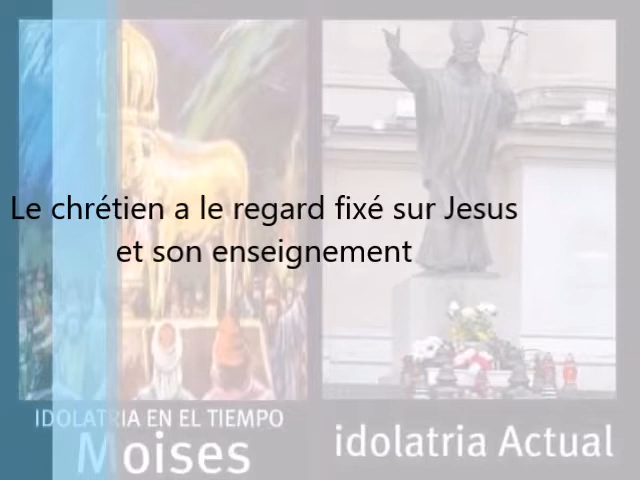 Le chrétien a le regard fixé sur Jesus
et son enseignement
IDOLATRIA EN EL TIEMPO
Moises
idolatria Actual